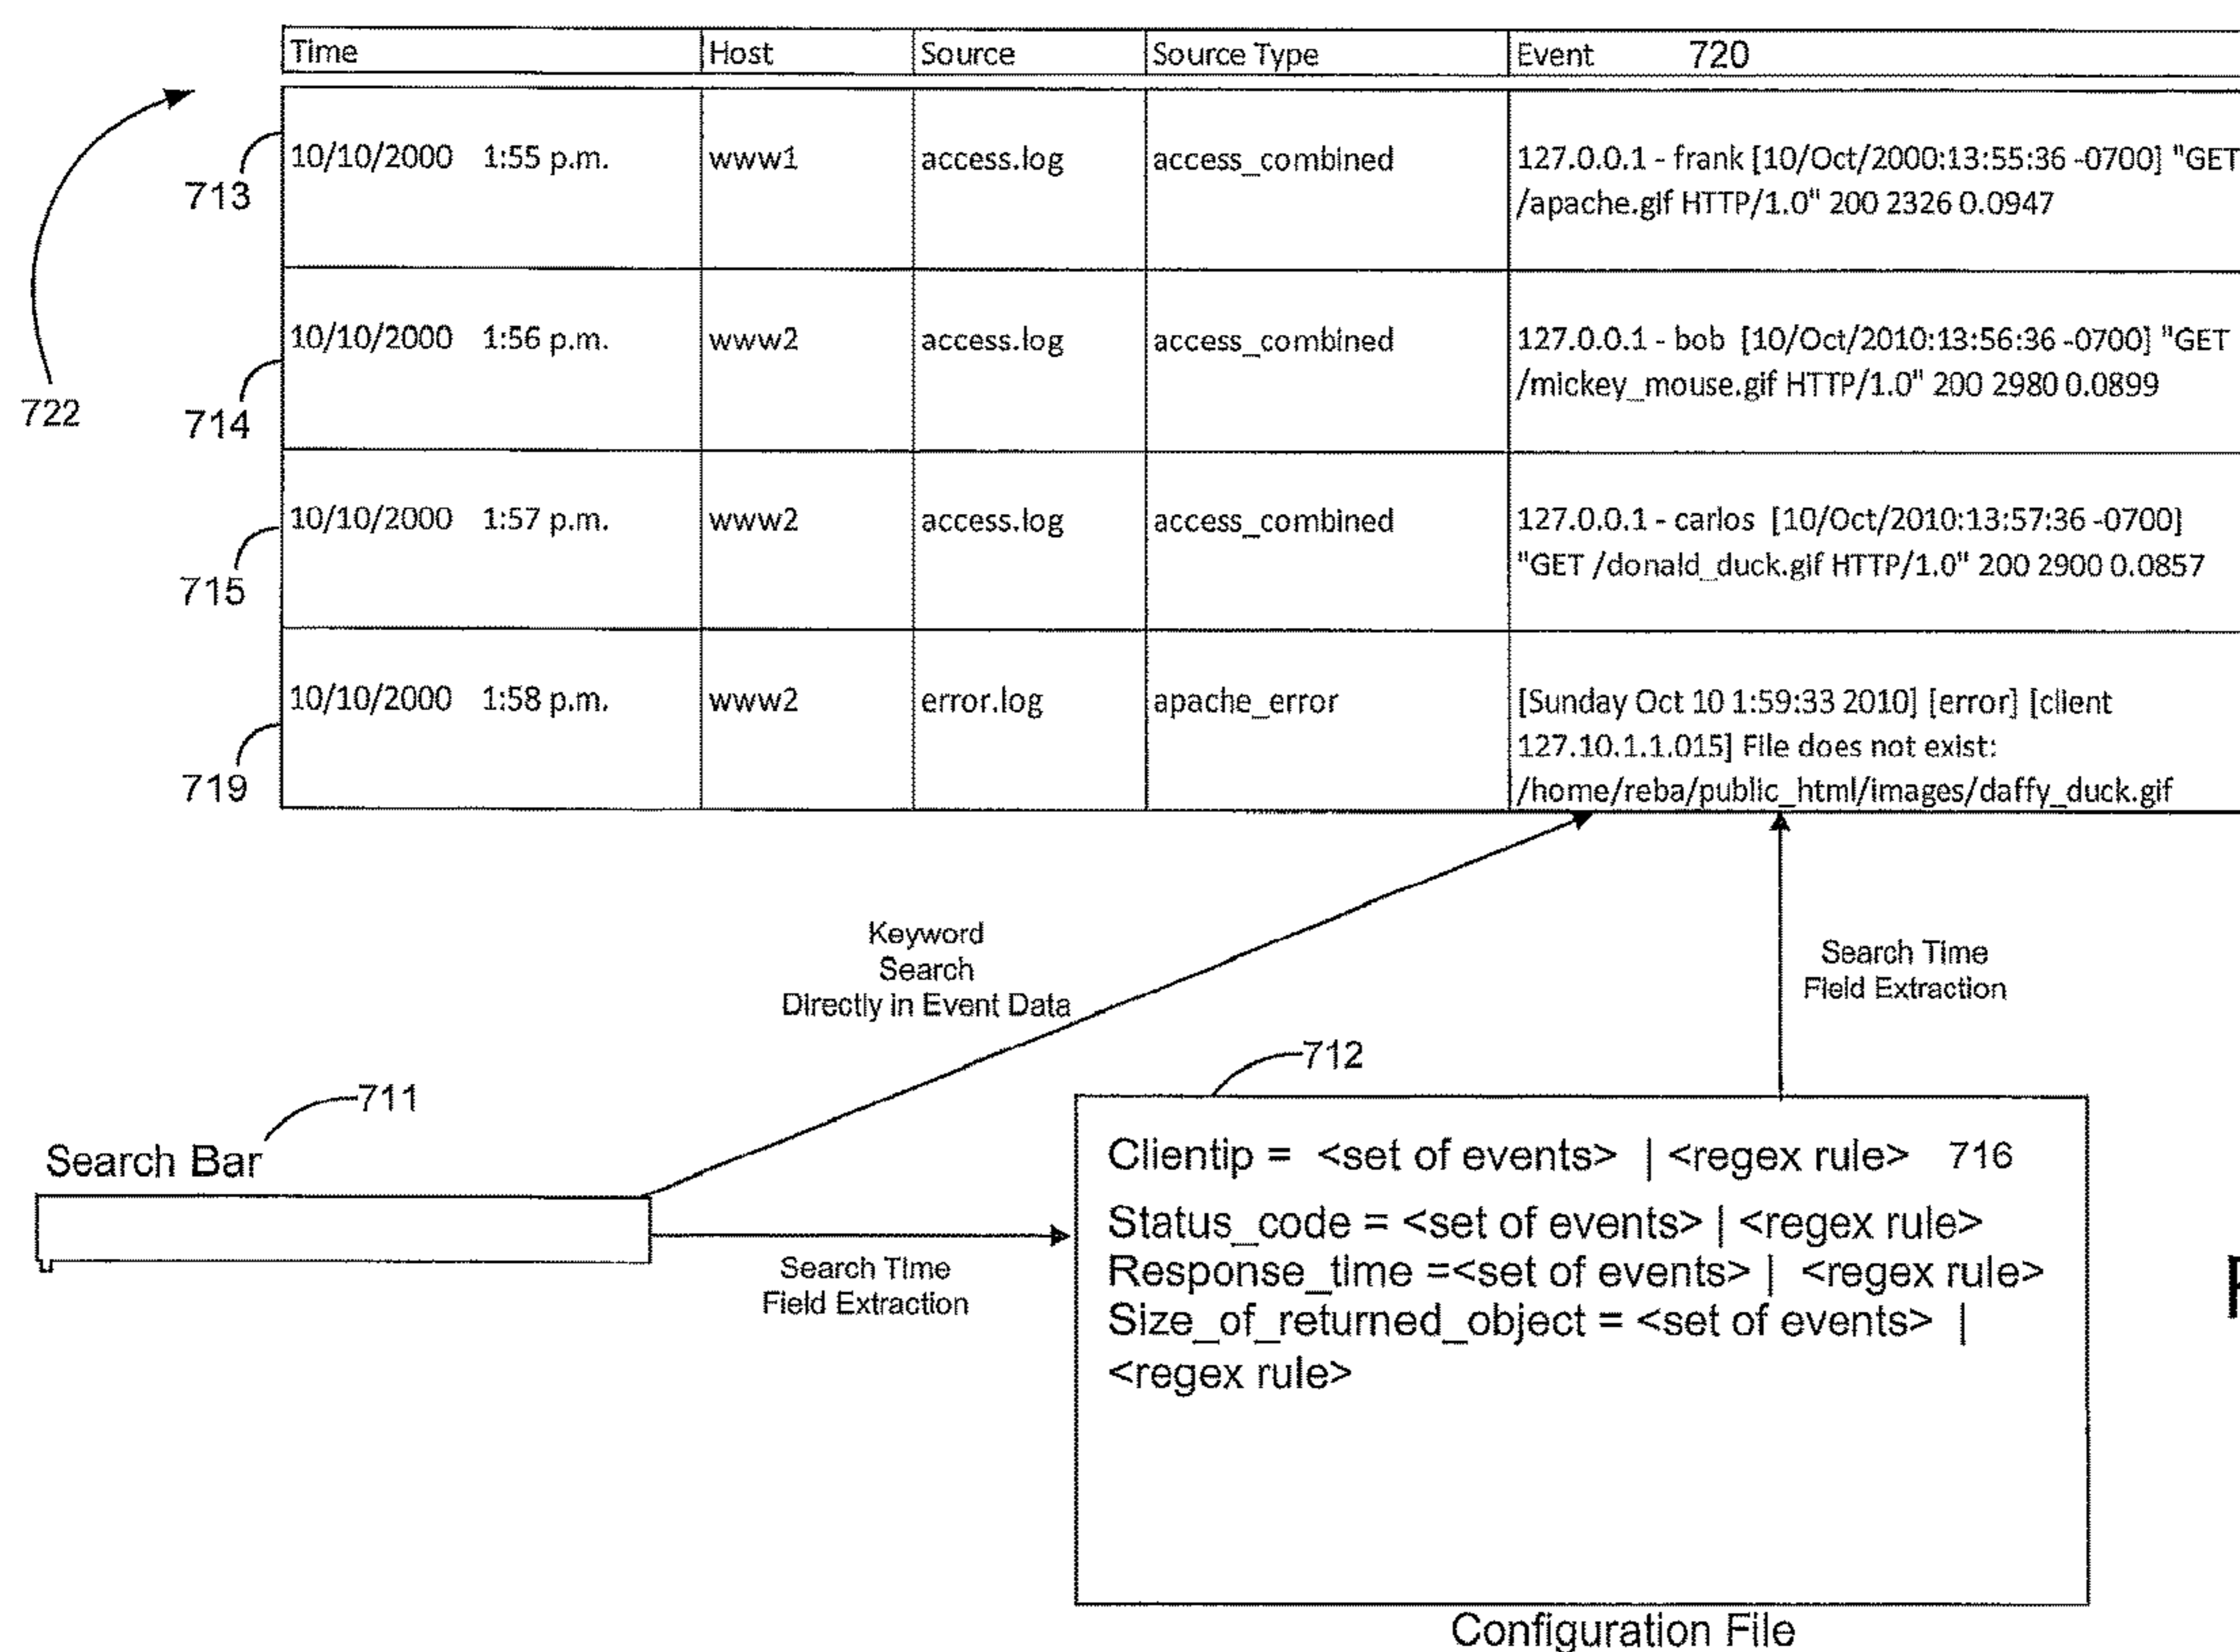 Time Host Source Source Type Event 720
713 10/10/2000 1:55 p.m. www1 access.log access_combined 127.0.0.1 - frank [10/Oct/2000:13:55:36 -0700] "GET
/apache.gif HTTP/1.0" 200 2326 0.0947
722
714 10/10/2000 1:56 p.m. www2 access.log access_combined 127.0.0.1 - bob [10/Oct/2010:13:56:36 -0700] "GET
/mickey_mouse.gif HTTP/1.0" 200 2980 0.0899
715 10/10/2000 1:57 p.m. www2 access.log access_combined 127.0.0.1 - carlos [10/Oct/2010:13:57:36 -0700]
"GET /donald_duck.gif HTTP/1.0" 200 2900 0.0857
719 10/10/2000 1:58 p.m. www2 error.log apache_error [Sunday Oct 10 1:59:33 2010] [error] [client
127.10.1.1.015] File does not exist:
/home/reba/public_html/images/daffy_duck.gif
Keyword
Search
Directly in Event Data
Search Time
Field Extraction
712
711
Search Bar
Search Time
Field Extraction
Clientip = <set of events> | <regex rule> 716
Status_code = <set of events> | <regex rule>
Response_time =<set of events> | <regex rule>
Size_of_returned_object = <set of events> |
<regex rule>
Configuration File